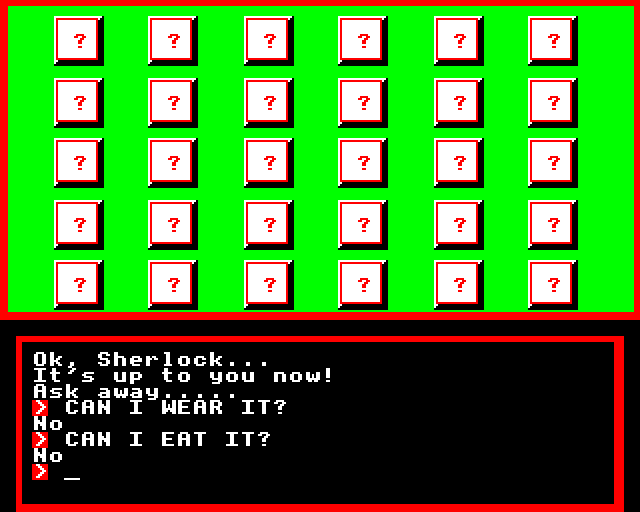 ? ? ? ? ? ?
? ? ? ? ? ?
? ? ? ? ? ?
? ? ? ? ? ?
? ? ? ? ? ?
Ok, Sherlock...
It's up to you now!
Ask away.....
> CAN I WEAR IT?
No
> CAN I EAT IT?
No
> _